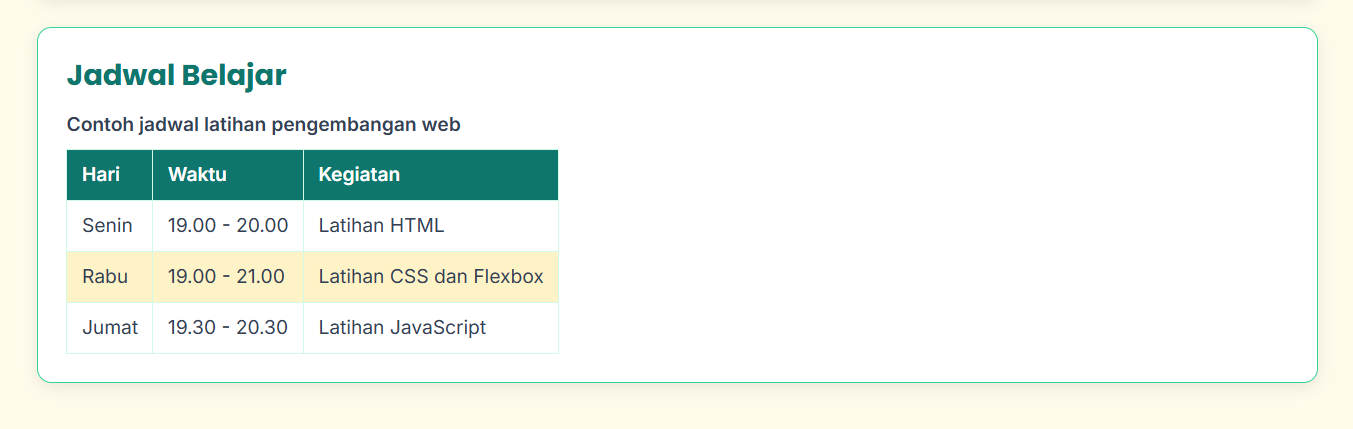 Jadwal Belajar
Contoh jadwal latihan pengembangan web
Hari Waktu Kegiatan
Senin 19.00 - 20.00 Latihan HTML
Rabu 19.00 - 21.00 Latihan CSS dan Flexbox
Jumat 19.30 - 20.30 Latihan JavaScript